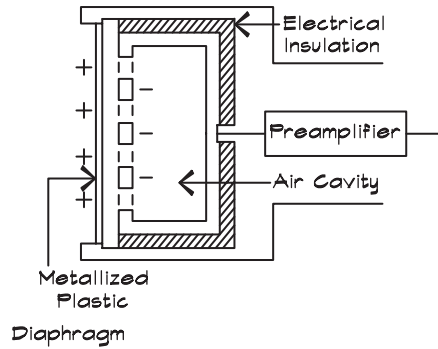 Electrical
Insulation
Preamplifier
Air Cavity
Metallized
Plastic
Diaphragm